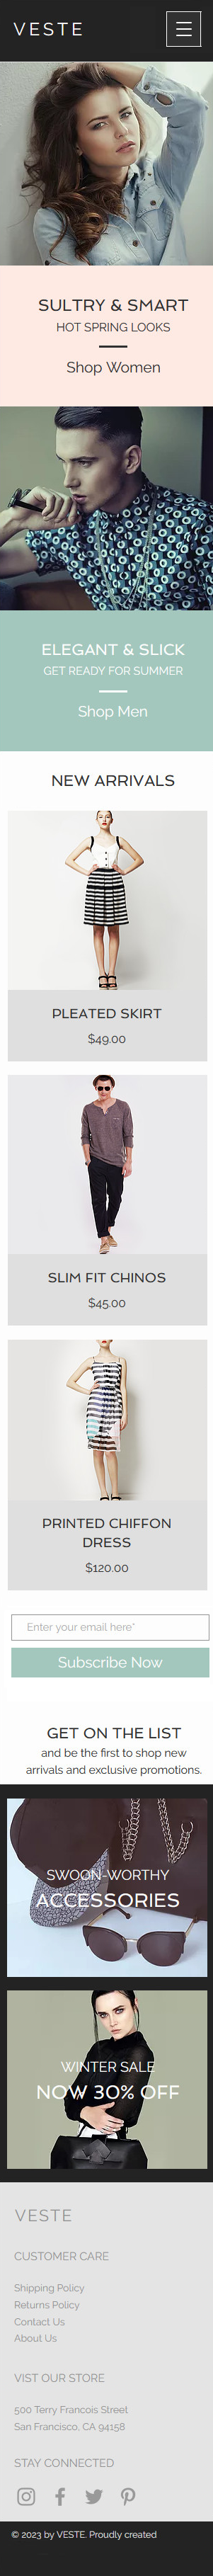 VESTE
SULTRY & SMART
HOT SPRING LOOKS
Shop Women
ELEGANT & SLICK
GET READY FOR SUMMER
Shop Men
NEW ARRIVALS
PLEATED SKIRT
$49.00
SLIM FIT CHINOS
$45.00
PRINTED CHIFFON
DRESS
$120.00
Enter your email here*
Subscribe Now
GET ON THE LIST
and be the first to shop new
arrivals and exclusive promotions.
SWOON-WORTHY
ACCESSORIES
WINTER SALE
NOW 30% OFF
VESTE
CUSTOMER CARE
Shipping Policy
Returns Policy
Contact Us
About Us
VIST OUR STORE
500 Terry Francois Street
San Francisco, CA 94158
STAY CONNECTED
© 2023 by VESTE. Proudly created